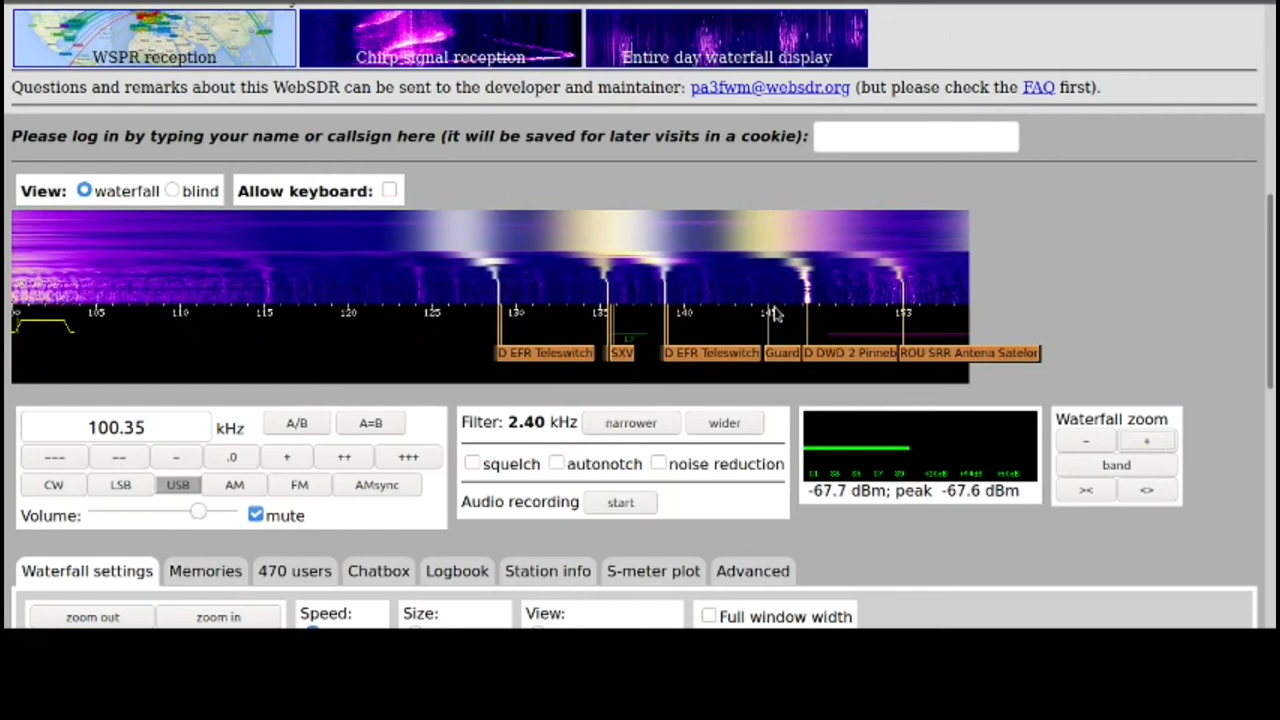 WSPR reception Chirp signal reception Entire day waterfall display
Questions and remarks about this WebSDR can be sent to the developer and maintainer: pa3fwm@websdr.org (but please check the FAQ first).
Please log in by typing your name or callsign here (it will be saved for later visits in a cookie):
View: waterfall blind Allow keyboard:
105 110 115 120 125 130 140 153
D EFR Teleswitch SXV D EFR Teleswitch Guard D DWD 2 Pinneb ROU SRR Antena Satelor
100.35 kHz A/B A=B
--- -- - .0 + ++ +++
CW LSB USB AM FM AMsync
Volume: mute
Filter: 2.40 kHz narrower wider
squelch autonotch noise reduction
Audio recording start
-67.7 dBm; peak -67.6 dBm
Waterfall zoom
- +
band
>< <>
Waterfall settings Memories 470 users Chatbox Logbook Station info S-meter plot Advanced
zoom out zoom in Speed: Size: View: Full window width